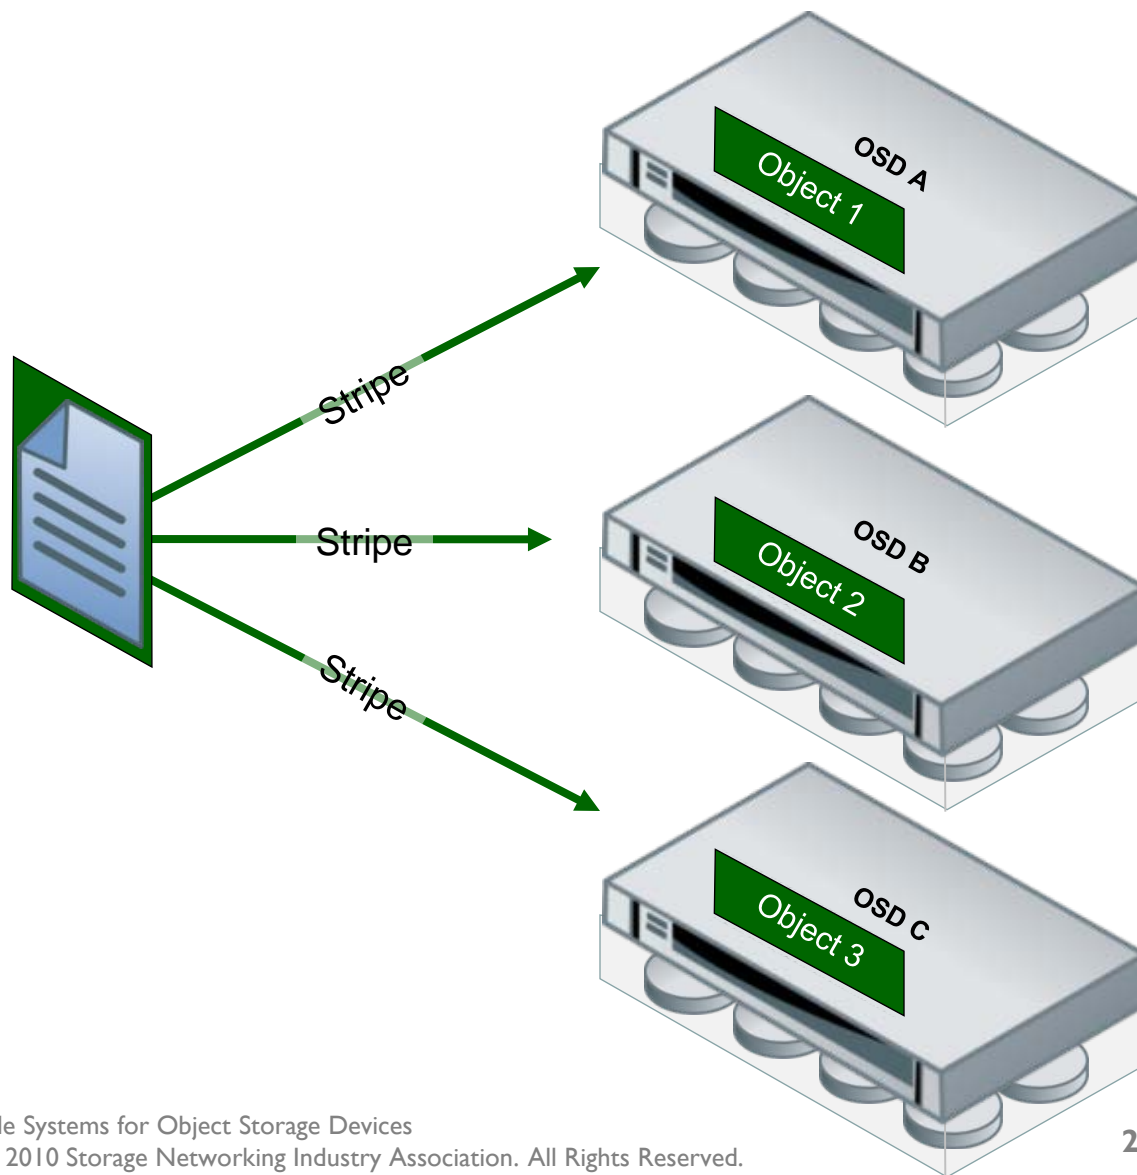 OSD A
Object 1
Stripe
OSD B
Stripe
Object 2
Stripe
OSD C
Object 3
le Systems for Object Storage Devices
2010 Storage Networking Industry Association. All Rights Reserved.
2